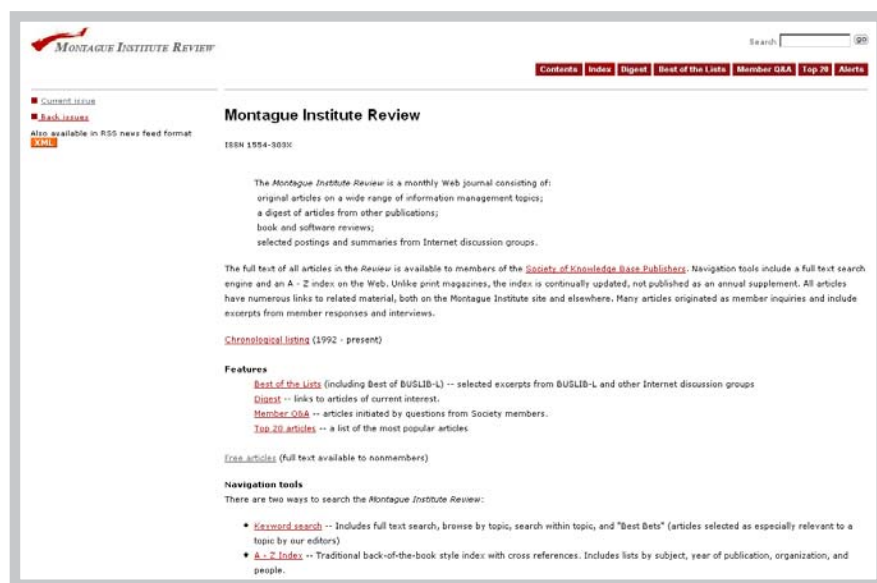 MONTAGUE INSTITUTE REVIEW
Search
go
Contents Index Digest Best of the Lists Member Q&A Top 20 Alerts
Current issue
Back issues
Also available in RSS news feed format
XML
Montague Institute Review
ISSN 1554-303X
The Montague Institute Review is a monthly Web journal consisting of:
original articles on a wide range of information management topics;
a digest of articles from other publications;
book and software reviews;
selected postings and summaries from Internet discussion groups.
The full text of all articles in the Review is available to members of the Society of Knowledge Base Publishers. Navigation tools include a full text search
engine and an A - Z index on the Web. Unlike print magazines, the index is continually updated, not published as an annual supplement. All articles
have numerous links to related material, both on the Montague Institute site and elsewhere. Many articles originated as member inquiries and include
excerpts from member responses and interviews.
Chronological listing (1992 - present)
Features
Best of the Lists (including Best of BUSLIB-L) -- selected excerpts from BUSLIB-L and other Internet discussion groups
Digest -- links to articles of current interest.
Member Q&A -- articles initiated by questions from Society members.
Top 20 articles -- a list of the most popular articles
Free articles (full text available to nonmembers)
Navigation tools
There are two ways to search the Montague Institute Review:
Keyword search -- Includes full text search, browse by topic, search within topic, and "Best Bets" (articles selected as especially relevant to a
topic by our editors)
A - Z Index -- Traditional back-of-the-book style index with cross references. Includes lists by subject, year of publication, organization, and
people.